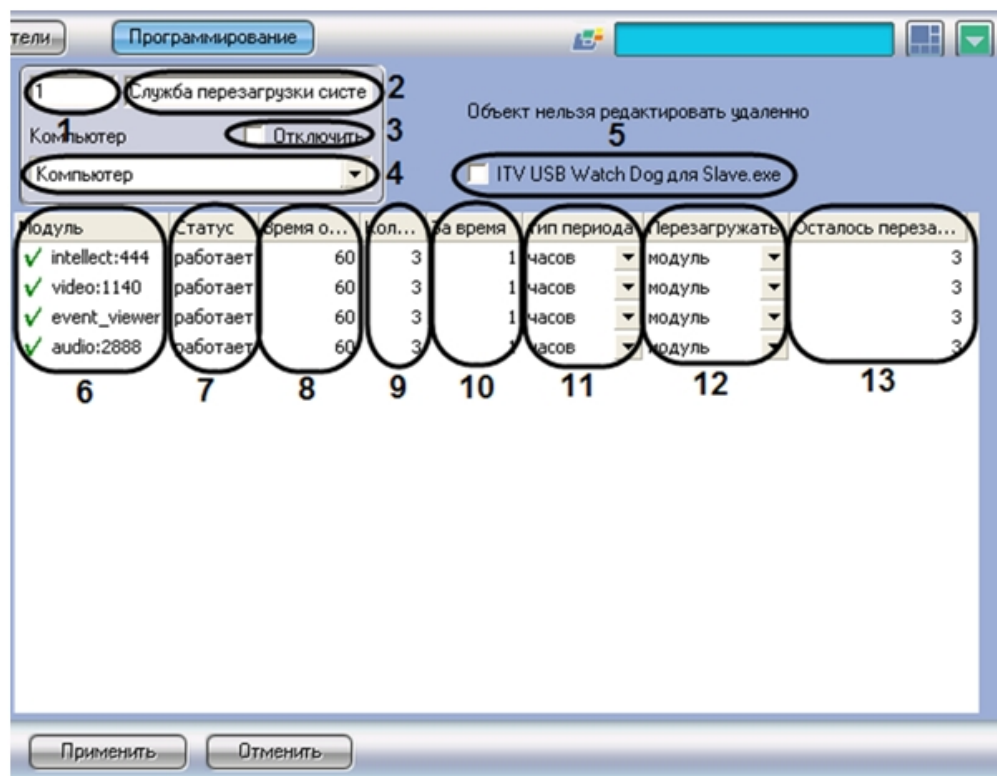 тели
Программирование
1
Служба перезагрузки систе
2
Объект нельзя редактировать удаленно
1
Компьютер
Отключить
3
5
Компьютер
4
ITV USB Watch Dog для Slave.exe
Модуль Статус Время о... Кол... За время Тип периода Перезагружать Осталось переза...
intellect:444 работает 60 3 1 часов модуль 3
video:1140 работает 60 3 1 часов модуль 3
event_viewer работает 60 3 1 часов модуль 3
audio:2888 работает 60 3 1 часов модуль 3
6 7 8 9 10 11 12 13
Применить
Отменить